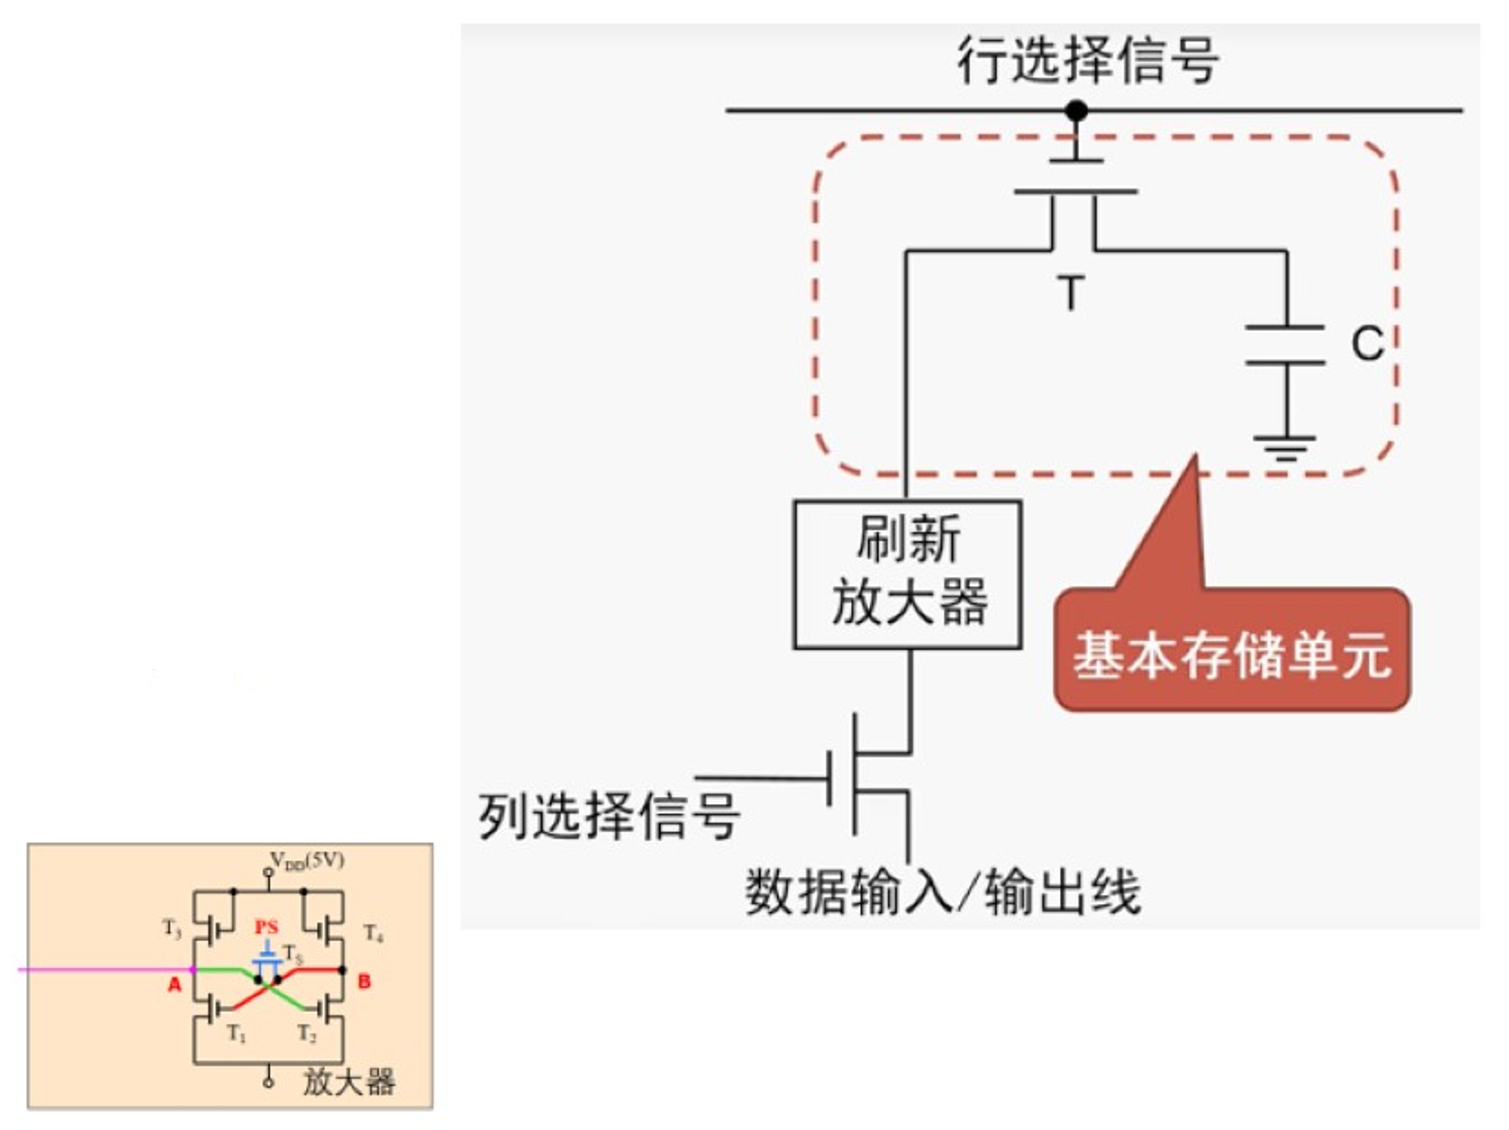 行选择信号
T
C
刷新
放大器
基本存储单元
列选择信号
数据输入/输出线
V_DD(5V)
T_3
PS
T_4
T_5
A
B
T_1
T_2
放大器